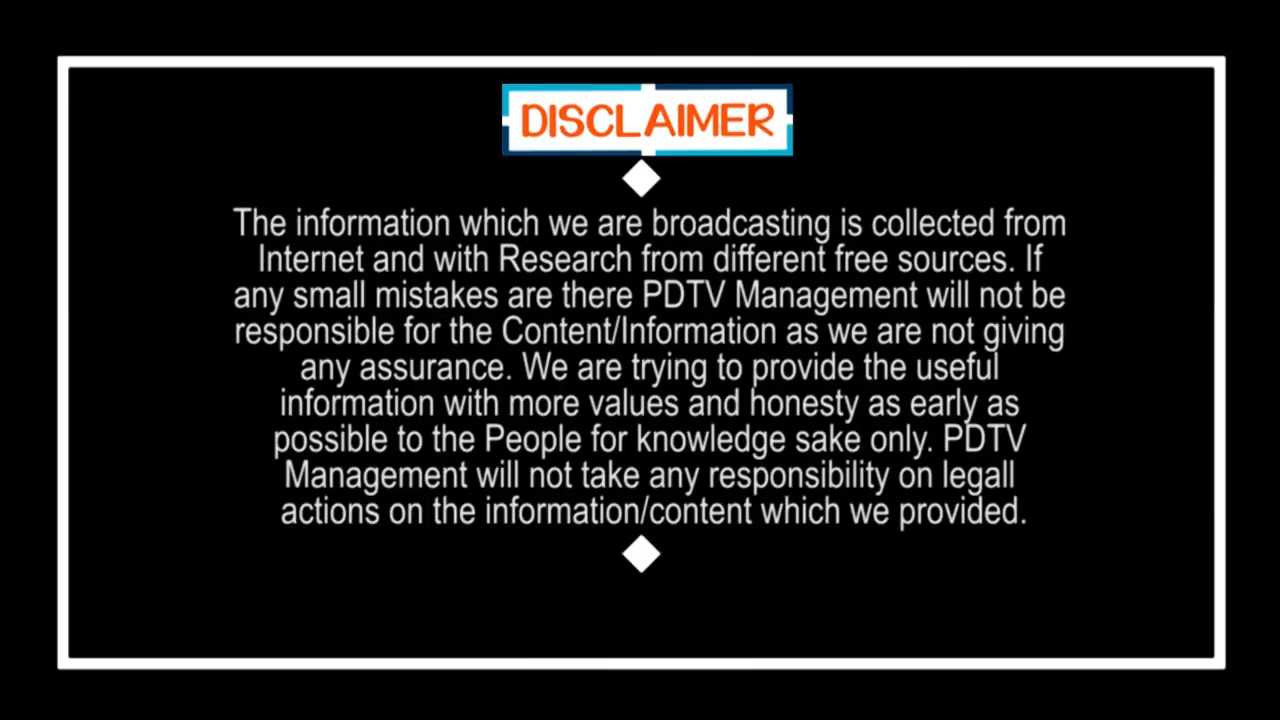 DISCLAIMER
The information which we are broadcasting is collected from
Internet and with Research from different free sources. If
any small mistakes are there PDTV Management will not be
responsible for the Content/Information as we are not giving
any assurance. We are trying to provide the useful
information with more values and honesty as early as
possible to the People for knowledge sake only. PDTV
Management will not take any responsibility on legall
actions on the information/content which we provided.